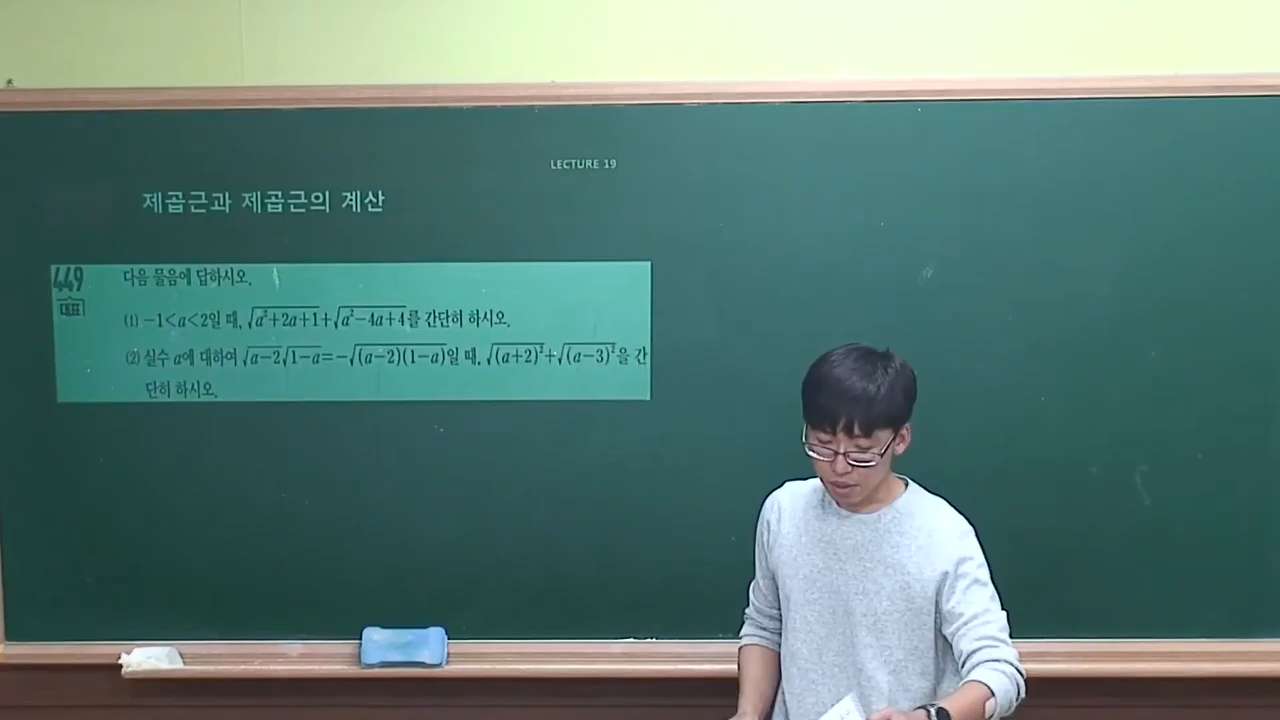 LECTURE 19
제곱근과 제곱근의 계산
449 다음 물음에 답하시오.
대표
(1) −1<a<2일 때, √(a²+2a+1)+√(a²−4a+4)를 간단히 하시오.
(2) 실수 a에 대하여 √(a−2)√(1−a)=−√((a−2)(1−a))일 때, √((a+2)²)+√((a−3)²)을 간
단히 하시오.